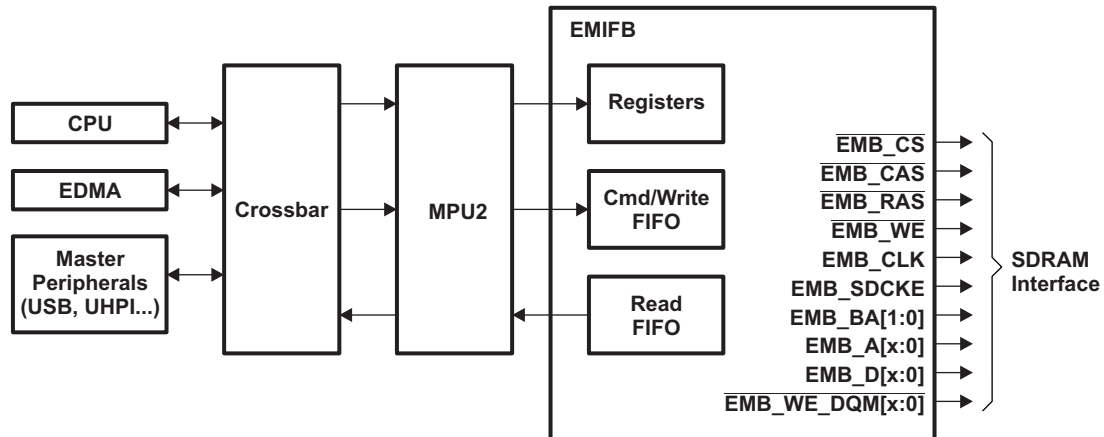 EMIFB
CPU
EDMA
Master
Peripherals
(USB, UHPI...)
Crossbar
MPU2
Registers
Cmd/Write
FIFO
Read
FIFO
EMB_CS
EMB_CAS
EMB_RAS
EMB_WE
EMB_CLK
EMB_SDCKE
EMB_BA[1:0]
EMB_A[x:0]
EMB_D[x:0]
EMB_WE_DQM[x:0]
SDRAM
Interface